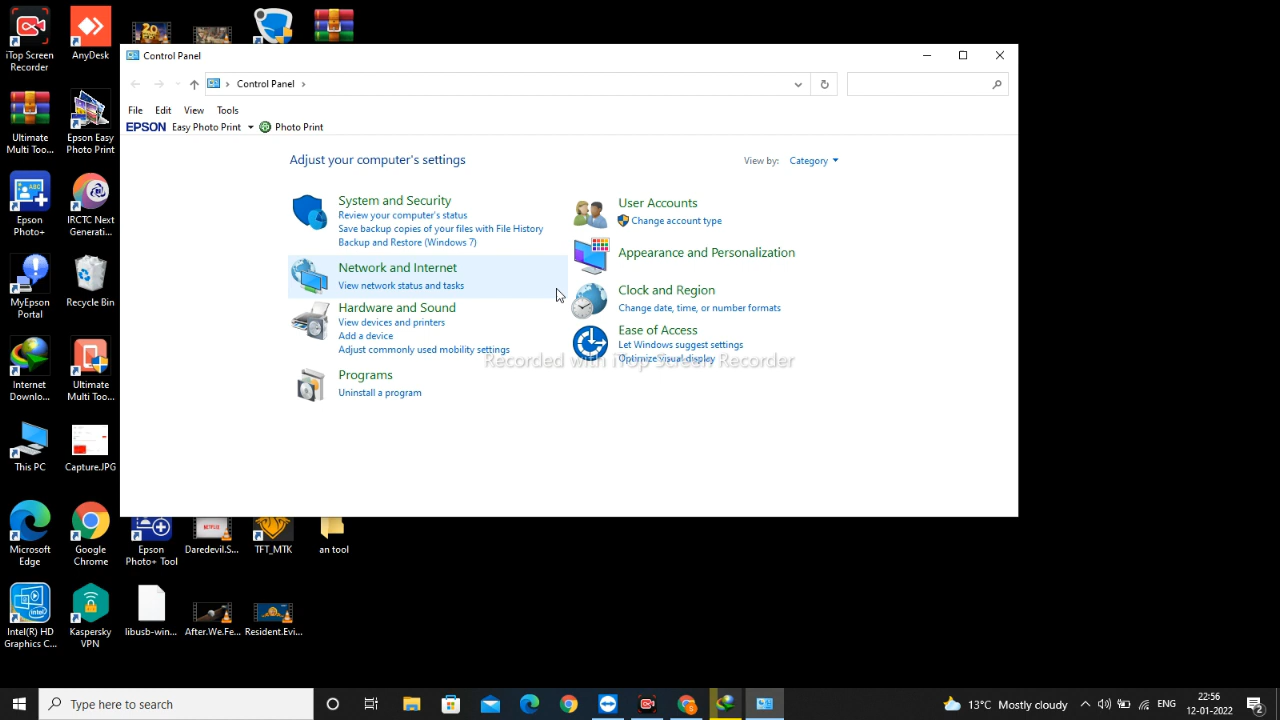 iTop Screen
Recorder
AnyDesk
Ultimate
Multi Too...
Epson Easy
Photo Print
Epson
Photo+
IRCTC Next
Generati...
MyEpson
Portal
Recycle Bin
Internet
Downlo...
Ultimate
Multi Too...
This PC
Capture.JPG
Microsoft
Edge
Google
Chrome
Epson
Photo+ Tool
Daredevil.S...
TFT_MTK
an tool
Intel(R) HD
Graphics C...
Kaspersky
VPN
libusb-win...
After.We.Fe...
Resident.Evi...
Control Panel
Control Panel
File Edit View Tools
EPSON Easy Photo Print Photo Print
Adjust your computer's settings
View by: Category
System and Security
Review your computer's status
Save backup copies of your files with File History
Backup and Restore (Windows 7)
Network and Internet
View network status and tasks
Hardware and Sound
View devices and printers
Add a device
Adjust commonly used mobility settings
Programs
Uninstall a program
User Accounts
Change account type
Appearance and Personalization
Clock and Region
Change date, time, or number formats
Ease of Access
Let Windows suggest settings
Optimize visual display
Recorded with iTop Screen Recorder
Type here to search
13°C Mostly cloudy
ENG
22:56
12-01-2022
2